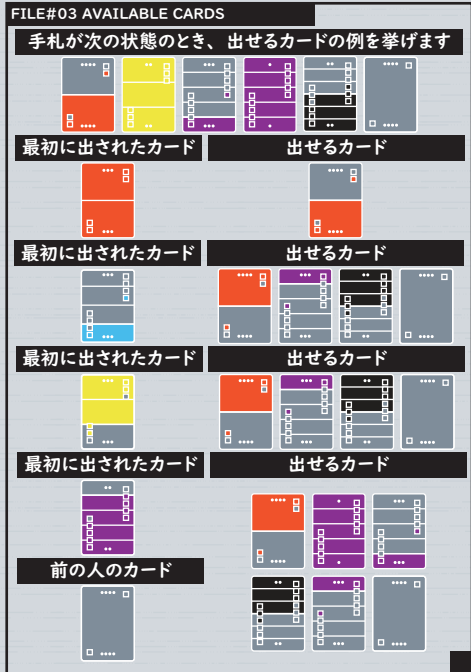 FILE#03 AVAILABLE CARDS
手札が次の状態のとき、出せるカードの例を挙げます
最初に出されたカード
出せるカード
最初に出されたカード
出せるカード
最初に出されたカード
出せるカード
最初に出されたカード
出せるカード
前の人のカード